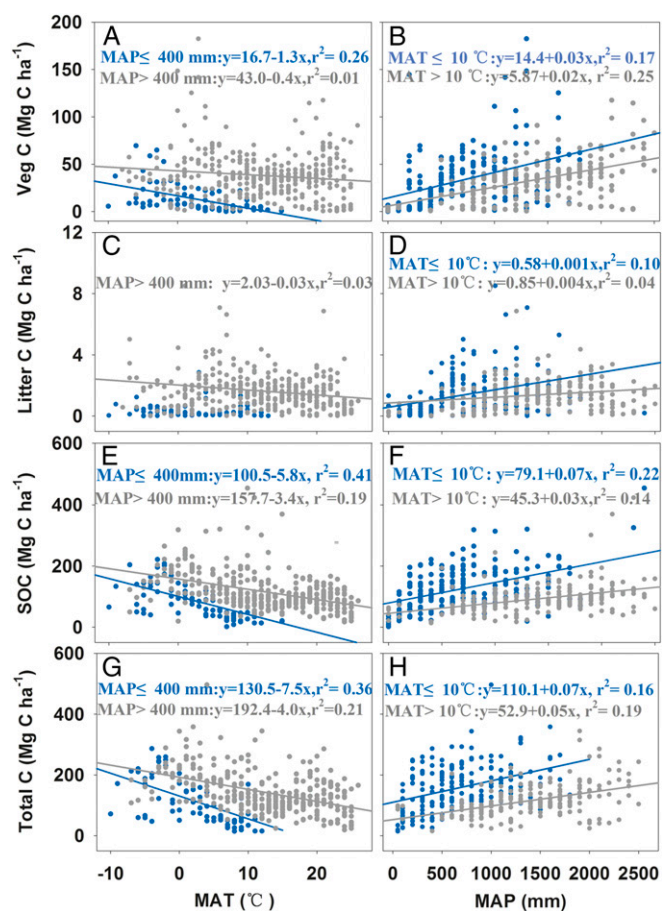 A
MAP≤ 400 mm:y=16.7-1.3x, r² = 0.26
MAP> 400 mm:y=43.0-0.4x,r²=0.01
B
MAT ≤ 10 ℃:y=14.4+0.03x,r² = 0.17
MAT > 10 ℃:y=5.87+0.02x, r²= 0.25
Veg C (Mg C ha⁻¹)
200
150
100
50
0
C
MAP> 400 mm: y=2.03-0.03x,r²=0.03
D
MAT≤ 10℃: y=0.58+0.001x,r²= 0.10
MAT> 10℃: y=0.85+0.004x,r²= 0.04
Litter C (Mg C ha⁻¹)
12
8
4
0
E
MAP≤ 400mm:y=100.5-5.8x, r²= 0.41
MAP> 400 mm:y=157.7-3.4x,r²=0.19
F
MAT≤ 10℃:y=79.1+0.07x,r²= 0.22
MAT> 10℃:y=45.3+0.03x,r²= 0.14
SOC (Mg C ha⁻¹)
600
400
200
0
G
MAP≤ 400 mm:y=130.5-7.5x,r²= 0.36
MAP> 400 mm:y=192.4-4.0x,r²=0.21
H
MAT≤ 10℃:y=110.1+0.07x, r²= 0.16
MAT> 10℃:y=52.9+0.05x, r²= 0.19
Total C (Mg C ha⁻¹)
600
400
200
0
-10 0 10 20
0 500 1000 1500 2000 2500
MAT (℃)
MAP (mm)